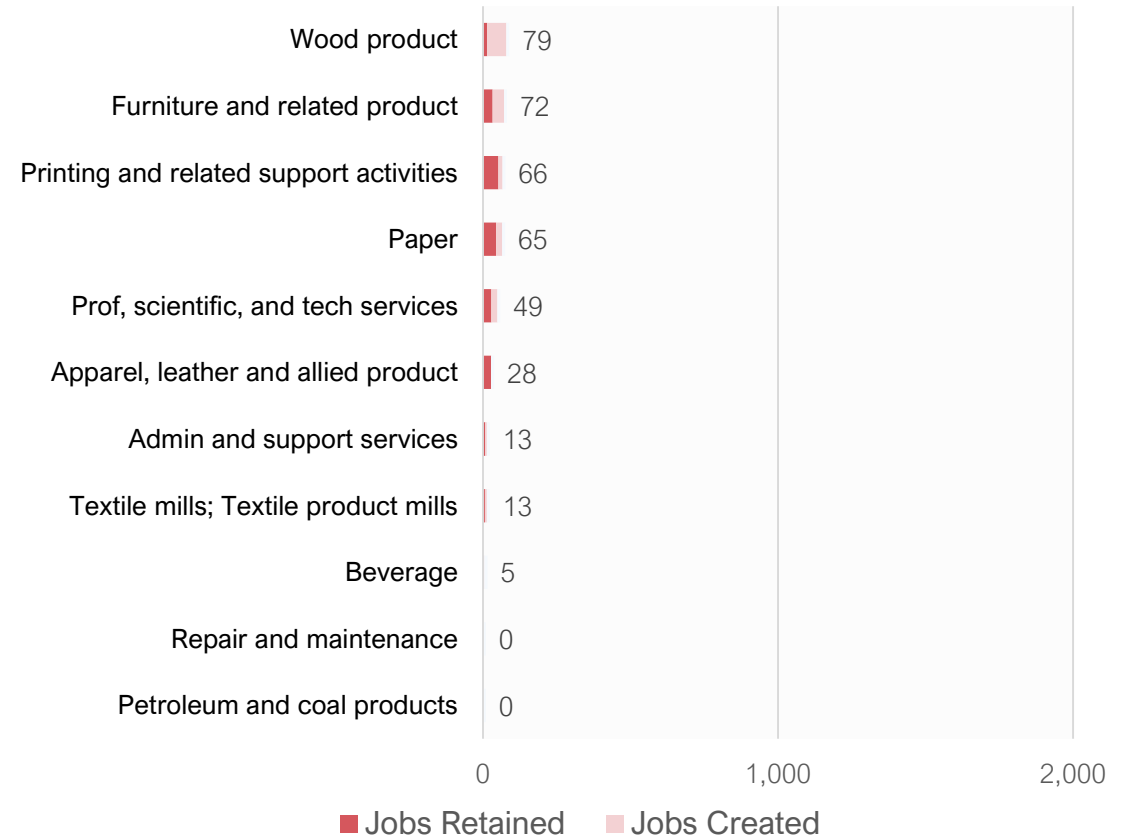 Wood product 79
Furniture and related product 72
Printing and related support activities 66
Paper 65
Prof, scientific, and tech services 49
Apparel, leather and allied product 28
Admin and support services 13
Textile mills; Textile product mills 13
Beverage 5
Repair and maintenance 0
Petroleum and coal products 0
0 1,000 2,000
Jobs Retained Jobs Created